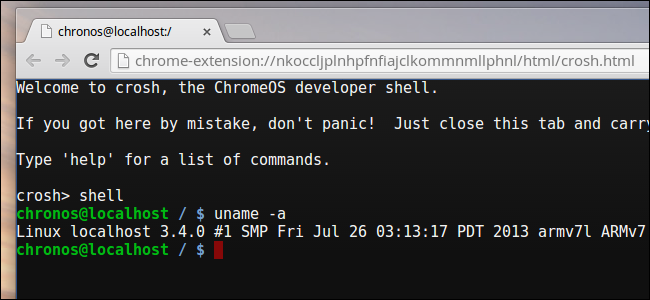 chronos@localhost:/
chrome-extension://nkoccljplnhpfnfiajclkommnmllphnl/html/crosh.html
Welcome to crosh, the ChromeOS developer shell.
If you got here by mistake, don't panic!  Just close this tab and carry
Type 'help' for a list of commands.
crosh> shell
chronos@localhost / $ uname -a
Linux localhost 3.4.0 #1 SMP Fri Jul 26 03:13:17 PDT 2013 armv7l ARMv7
chronos@localhost / $